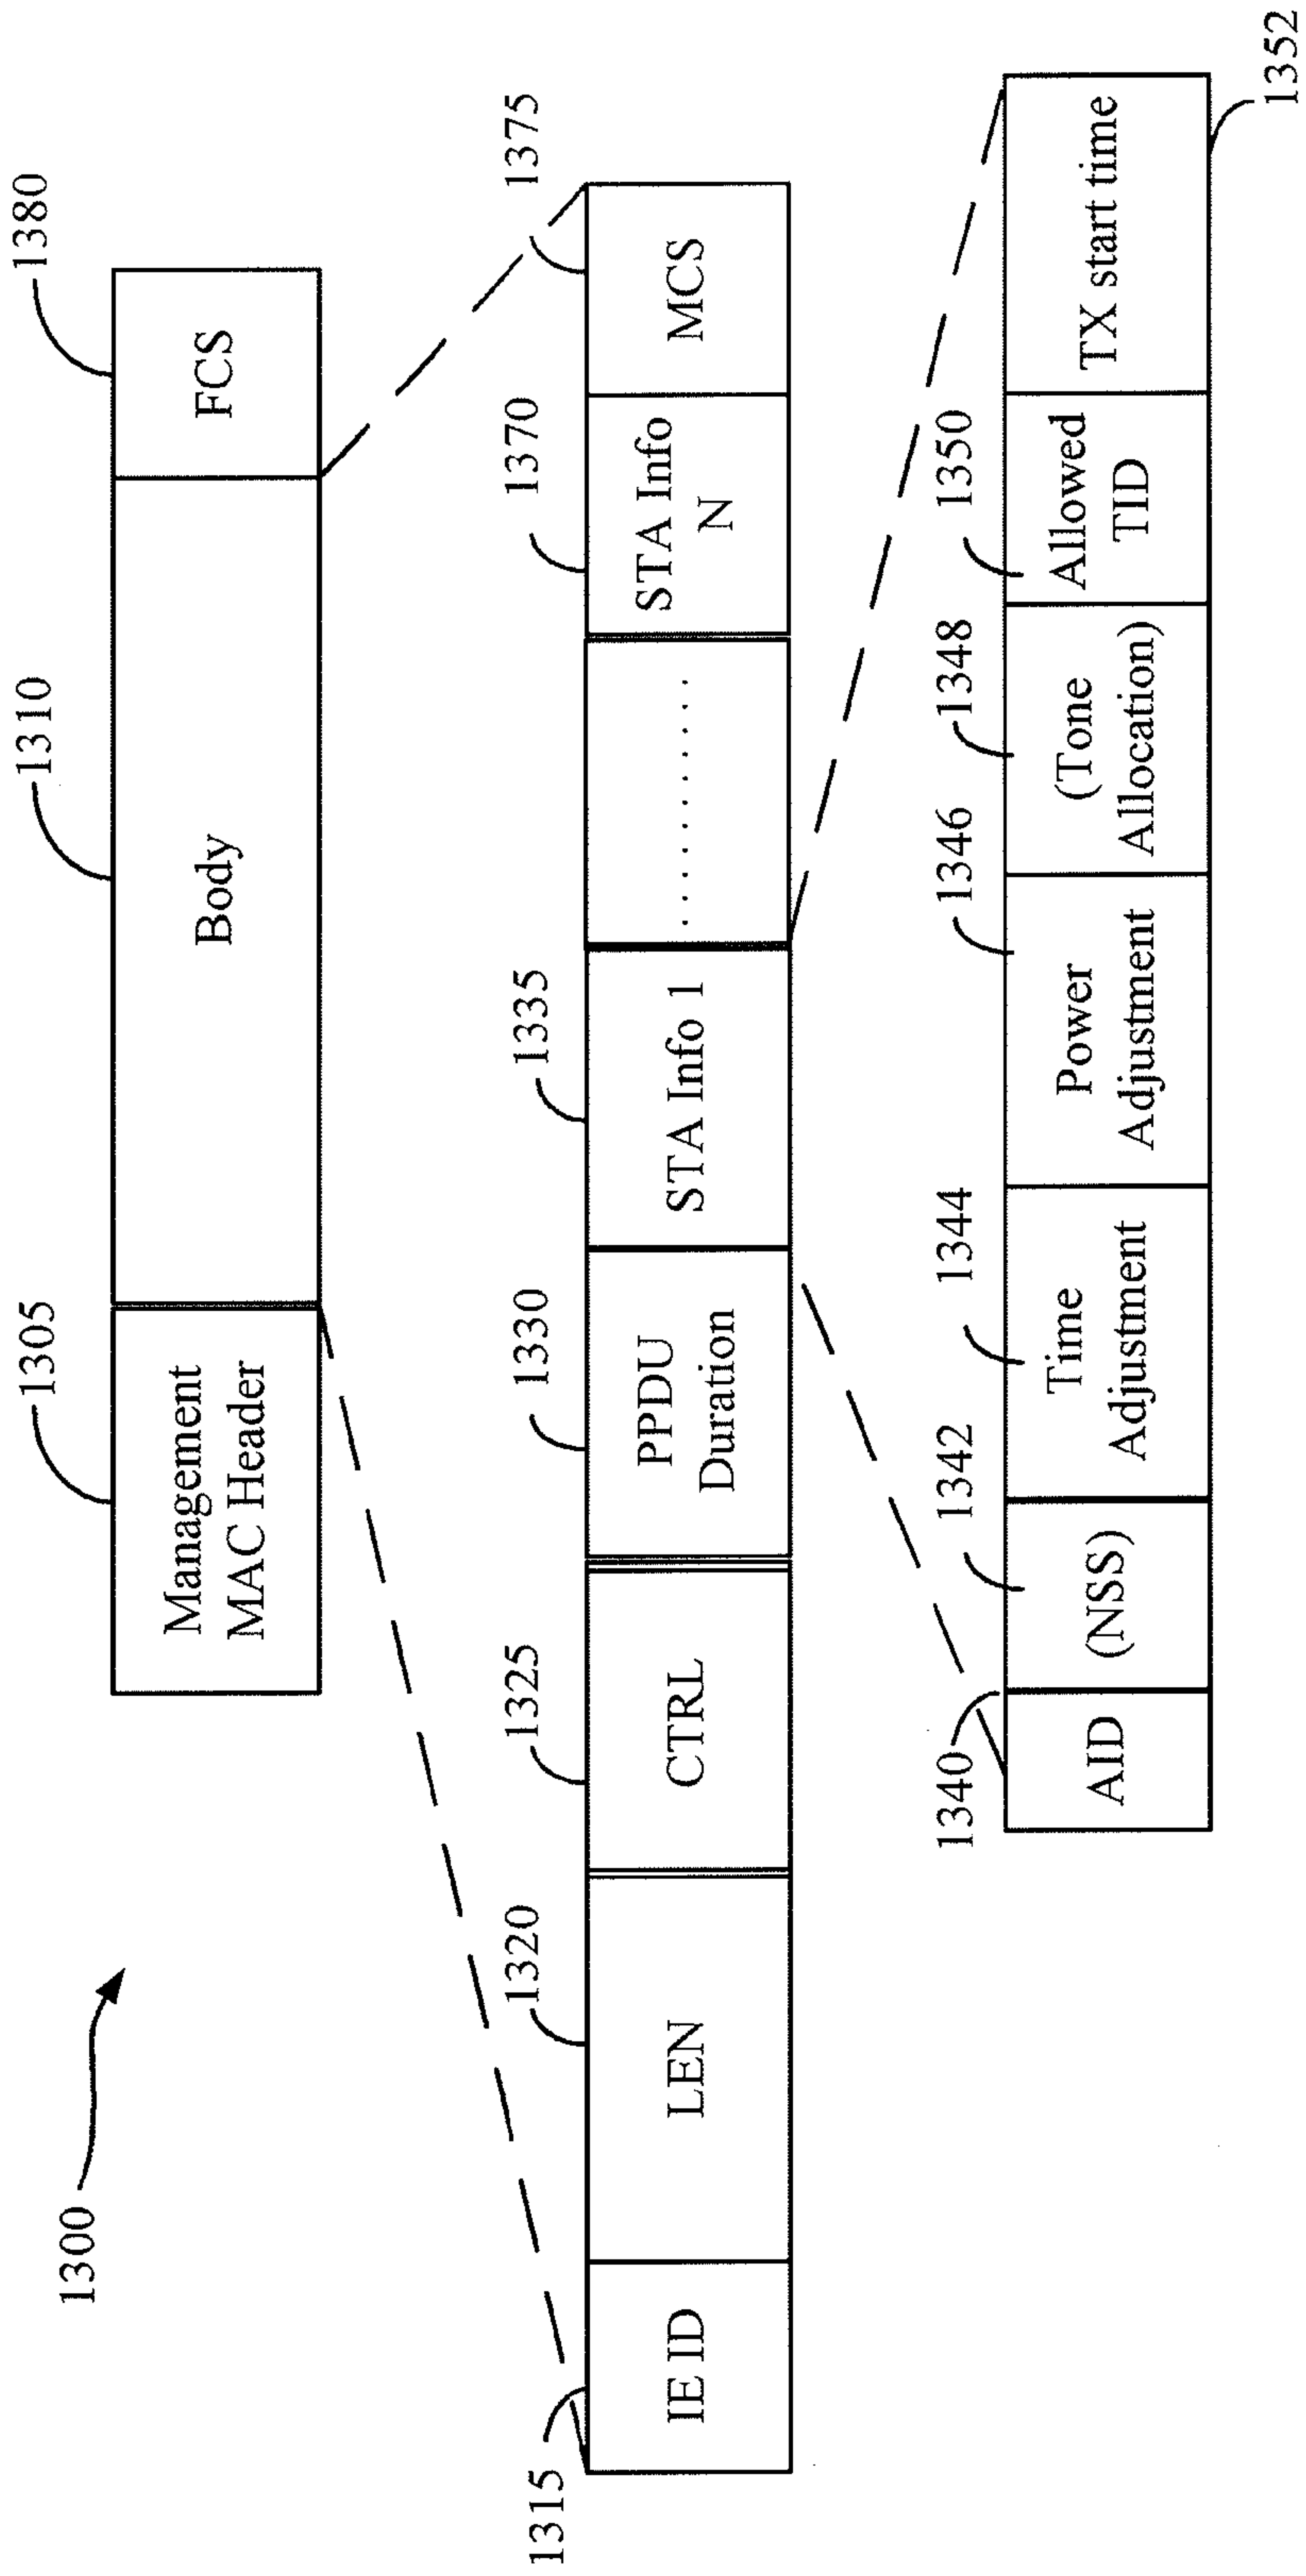 1300
1305
1310
1380
Management
MAC Header
Body
FCS
1315
1320
1325
1330
1335
1370
1375
IE ID
LEN
CTRL
PPDU
Duration
STA Info 1
..........
STA Info
N
MCS
1340
1342
1344
1346
1348
1350
AID
(NSS)
Time
Adjustment
Power
Adjustment
(Tone
Allocation)
Allowed
TID
TX start time
1352